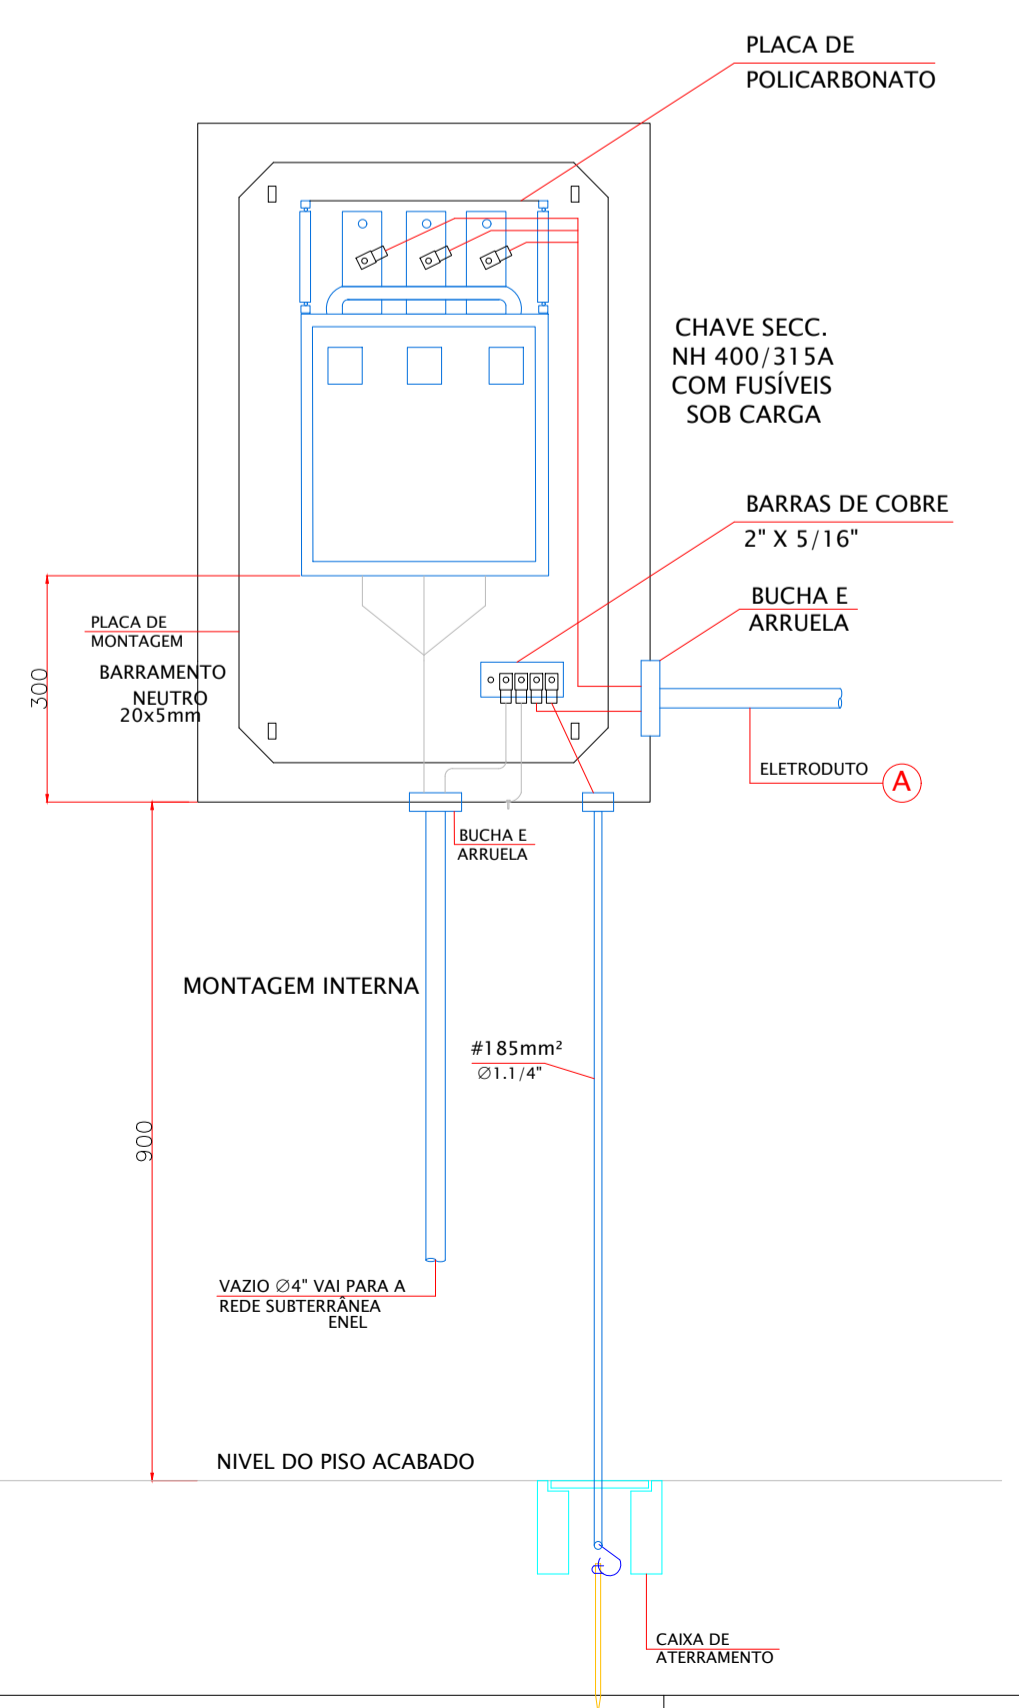 PLACA DE
POLICARBONATO
CHAVE SECC.
NH 400/315A
COM FUSÍVEIS
SOB CARGA
BARRAS DE COBRE
2" X 5/16"
BUCHA E
ARRUELA
PLACA DE
MONTAGEM
BARRAMENTO
NEUTRO
20x5mm
300
ELETRODUTO
A
BUCHA E
ARRUELA
MONTAGEM INTERNA
#185mm²
∅1.1/4"
900
VAZIO ∅4" VAI PARA A
REDE SUBTERRÂNEA
ENEL
NIVEL DO PISO ACABADO
CAIXA DE
ATERRAMENTO